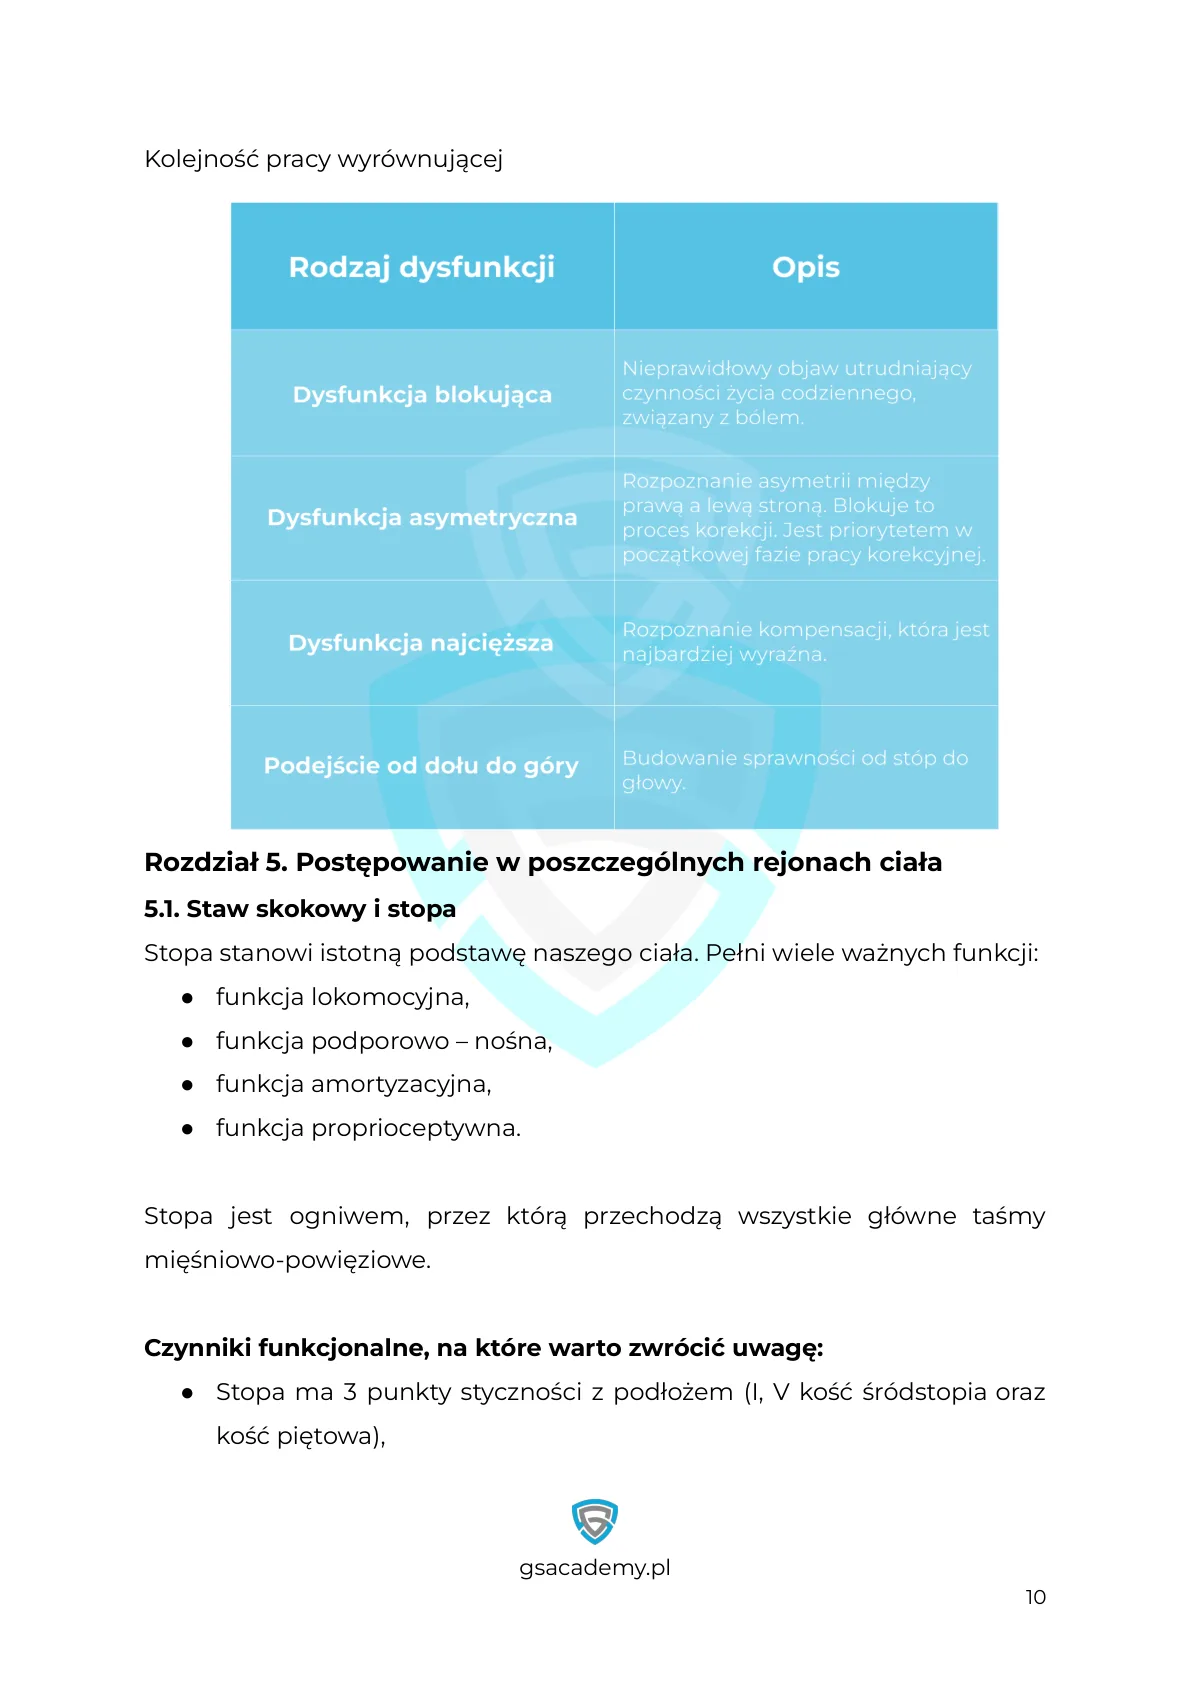 Kolejność pracy wyrównującej
Rodzaj dysfunkcji
Opis
Dysfunkcja blokująca
Nieprawidłowy objaw utrudniający
czynności życia codziennego,
związany z bólem.
Dysfunkcja asymetryczna
Rozpoznanie asymetrii między
prawą a lewą stroną. Blokuje to
proces korekcji. Jest priorytetem w
początkowej fazie pracy korekcyjnej.
Dysfunkcja najcięższa
Rozpoznanie kompensacji, która jest
najbardziej wyraźna.
Podejście od dołu do góry
Budowanie sprawności od stóp do
głowy.
Rozdział 5. Postępowanie w poszczególnych rejonach ciała
5.1. Staw skokowy i stopa
Stopa stanowi istotną podstawę naszego ciała. Pełni wiele ważnych funkcji:
● funkcja lokomocyjna,
● funkcja podporowo – nośna,
● funkcja amortyzacyjna,
● funkcja proprioceptywna.
Stopa jest ogniwem, przez którą przechodzą wszystkie główne taśmy
mięśniowo-powięziowe.
Czynniki funkcjonalne, na które warto zwrócić uwagę:
● Stopa ma 3 punkty styczności z podłożem (I, V kość śródstopia oraz
kość piętowa),
gsacademy.pl
10